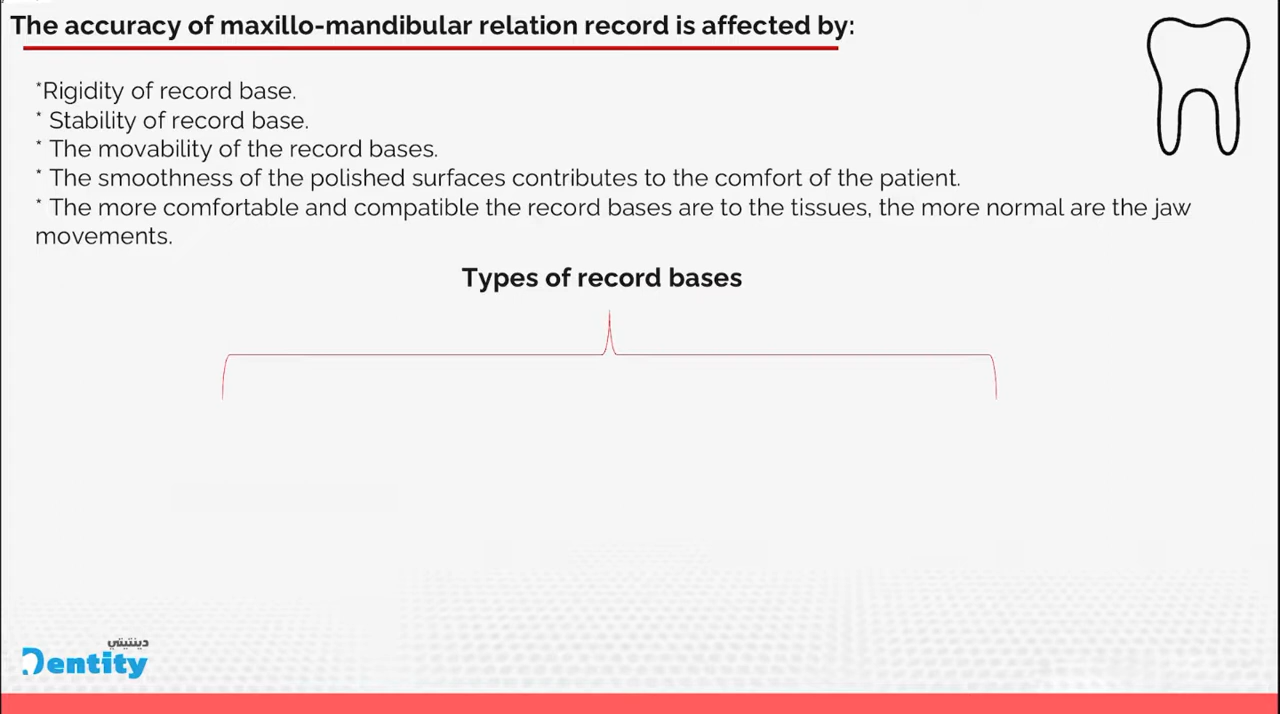 The accuracy of maxillo-mandibular relation record is affected by:
*Rigidity of record base.
* Stability of record base.
* The movability of the record bases.
* The smoothness of the polished surfaces contributes to the comfort of the patient.
* The more comfortable and compatible the record bases are to the tissues, the more normal are the jaw
movements.
Types of record bases
دينتيتي
Dentity